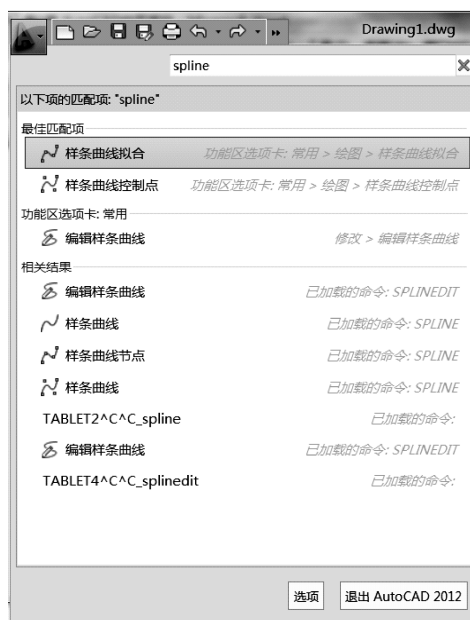 Drawing1.dwg
spline
以下项的匹配项: "spline"
最佳匹配项
样条曲线拟合 功能区选项卡: 常用 > 绘图 > 样条曲线拟合
样条曲线控制点 功能区选项卡: 常用 > 绘图 > 样条曲线控制点
功能区选项卡: 常用
编辑样条曲线 修改 > 编辑样条曲线
相关结果
编辑样条曲线 已加载的命令: SPLINEDIT
样条曲线 已加载的命令: SPLINE
样条曲线节点 已加载的命令: SPLINE
样条曲线 已加载的命令: SPLINE
TABLET2^C^C_spline 已加载的命令:
编辑样条曲线 已加载的命令: SPLINEDIT
TABLET4^C^C_splinedit 已加载的命令:
选项 退出 AutoCAD 2012